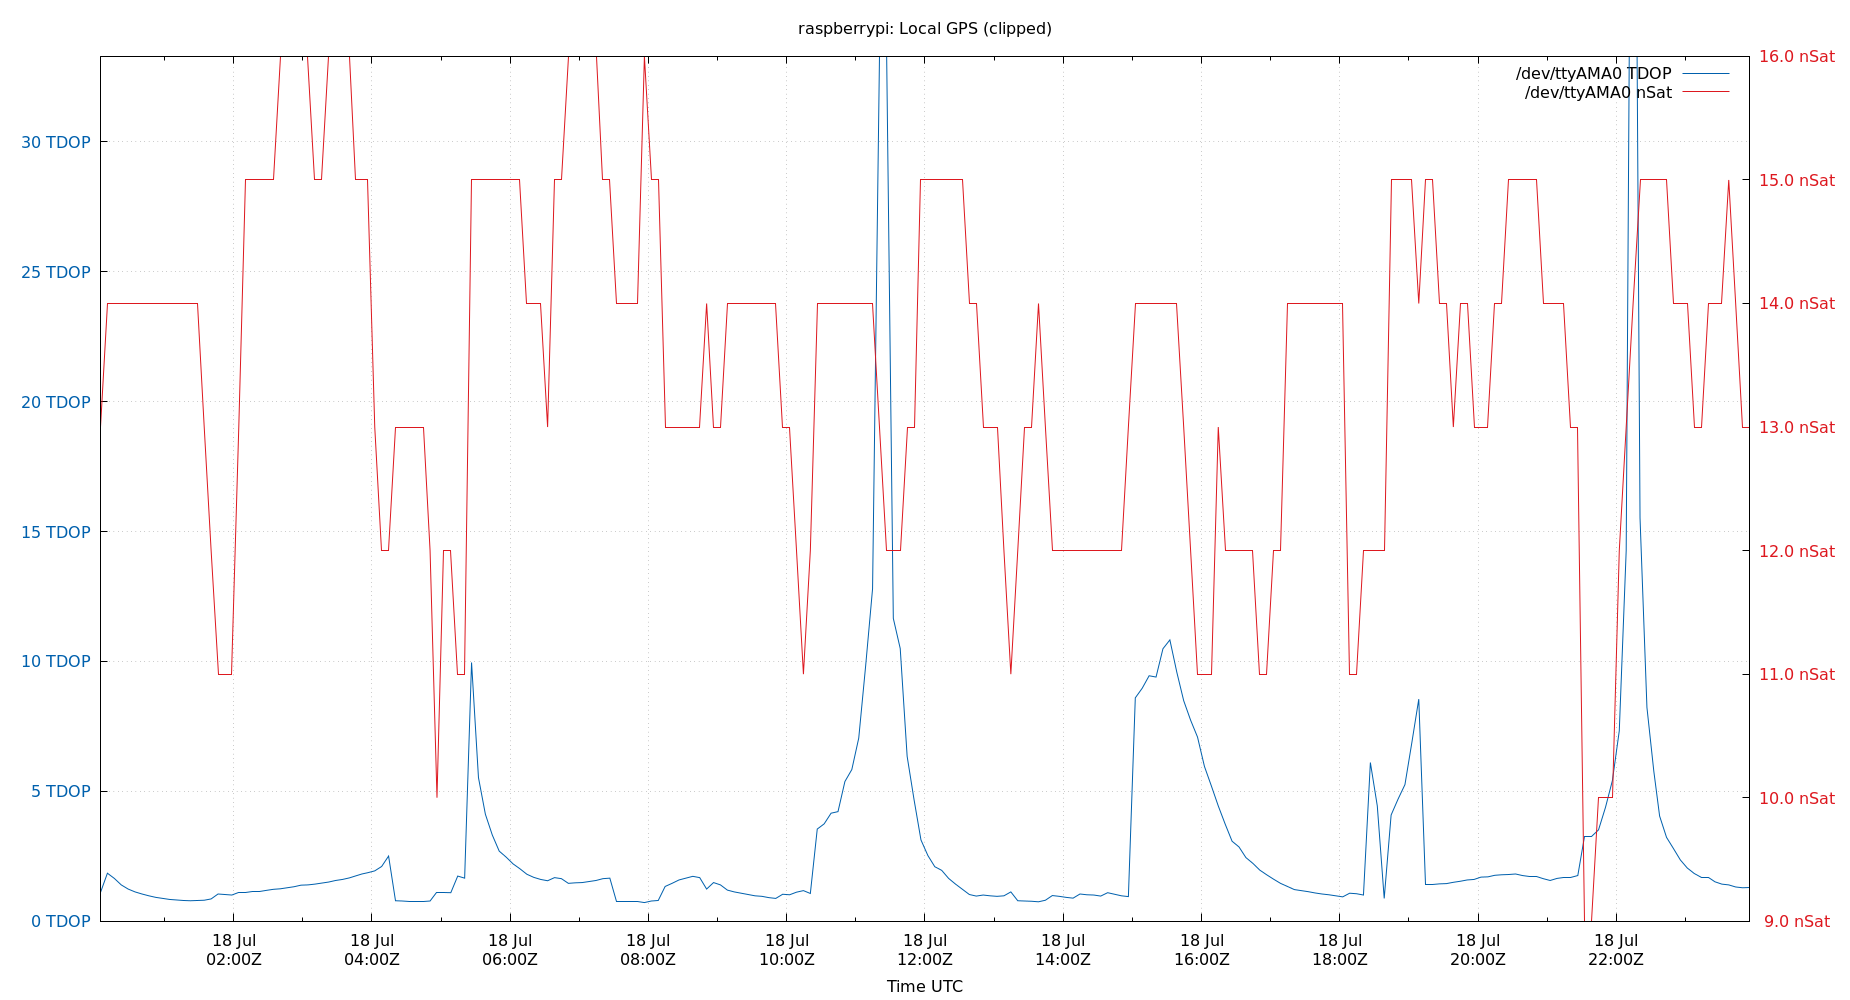 raspberrypi: Local GPS (clipped)
/dev/ttyAMA0 TDOP
/dev/ttyAMA0 nSat
30 TDOP
25 TDOP
20 TDOP
15 TDOP
10 TDOP
5 TDOP
0 TDOP
16.0 nSat
15.0 nSat
14.0 nSat
13.0 nSat
12.0 nSat
11.0 nSat
10.0 nSat
9.0 nSat
18 Jul
02:00Z
18 Jul
04:00Z
18 Jul
06:00Z
18 Jul
08:00Z
18 Jul
10:00Z
18 Jul
12:00Z
18 Jul
14:00Z
18 Jul
16:00Z
18 Jul
18:00Z
18 Jul
20:00Z
18 Jul
22:00Z
Time UTC